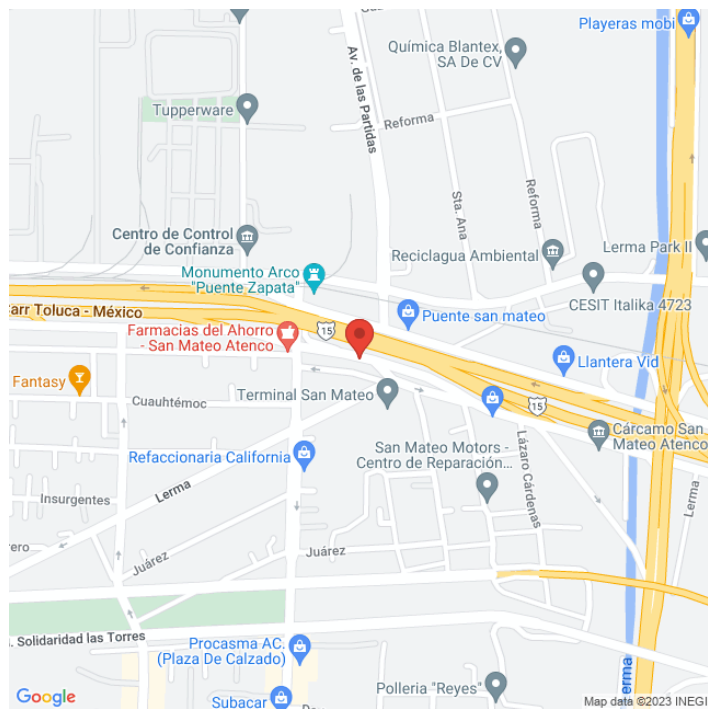 Playeras mobi
Química Blantex,
SA De CV
Av. de las Partidas
Tupperware
Reforma
Sta. Ana
Reforma
Centro de Control
de Confianza
Reciclagua Ambiental
Lerma Park II
Monumento Arco
"Puente Zapata"
CESIT Italika 4723
arr Toluca - México
15
Puente san mateo
Farmacias del Ahorro
- San Mateo Atenco
Llantera Vid
Fantasy
Terminal San Mateo
Cuauhtémoc
15
Cárcamo San
Mateo Atenco
San Mateo Motors -
Centro de Reparación...
Lázaro Cárdenas
Refaccionaria California
Lerma
Insurgentes
Lerma
rero
Juárez
Juárez
. Solidaridad las Torres
Procasma AC.
(Plaza De Calzado)
Lerma
Polleria "Reyes"
Subacar
Google
Map data ©2023 INEGI